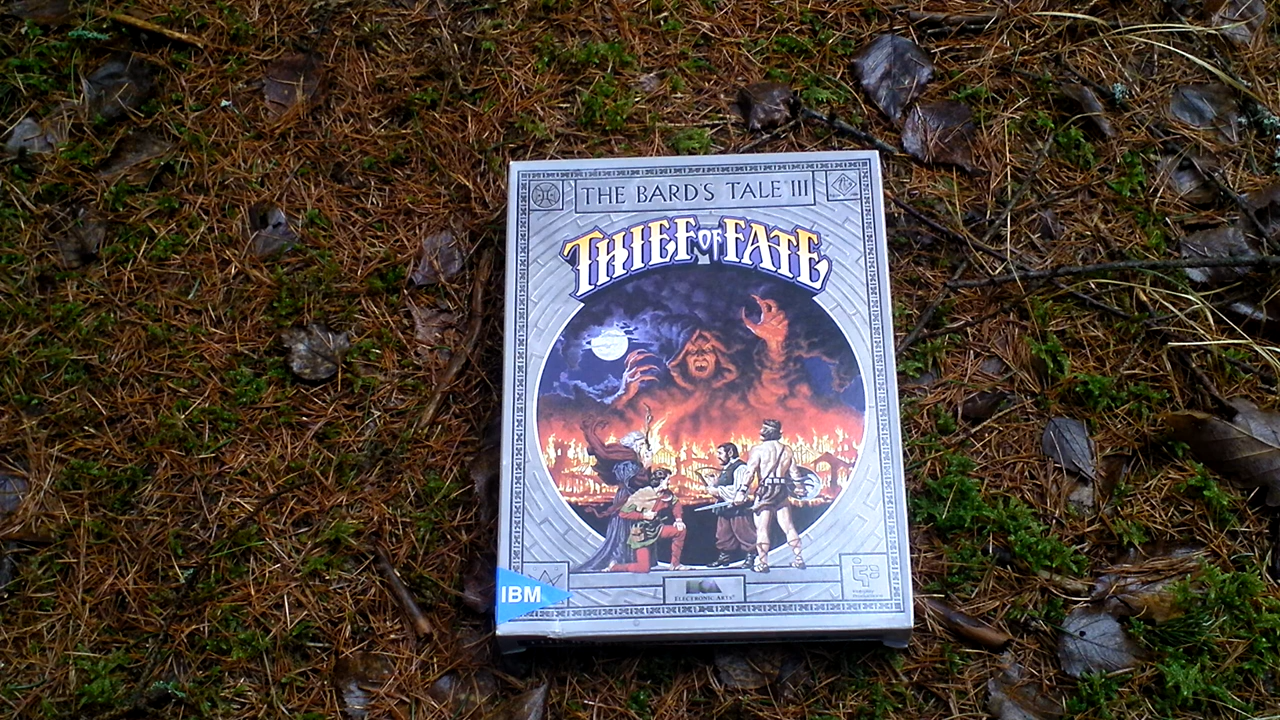 THE BARD'S TALE III
THIEF OF FATE
IBM
ELECTRONIC ARTS®